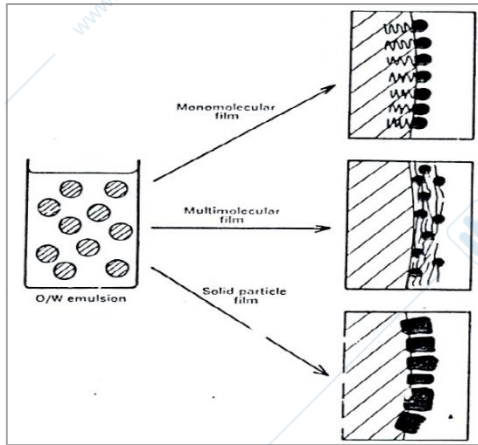 Monomolecular
film
Multimolecular
film
Solid particle
film
O/W emulsion